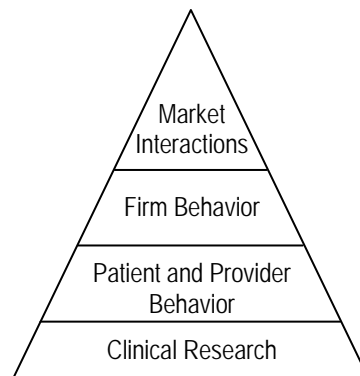 Market
Interactions
Firm Behavior
Patient and Provider
Behavior
Clinical Research